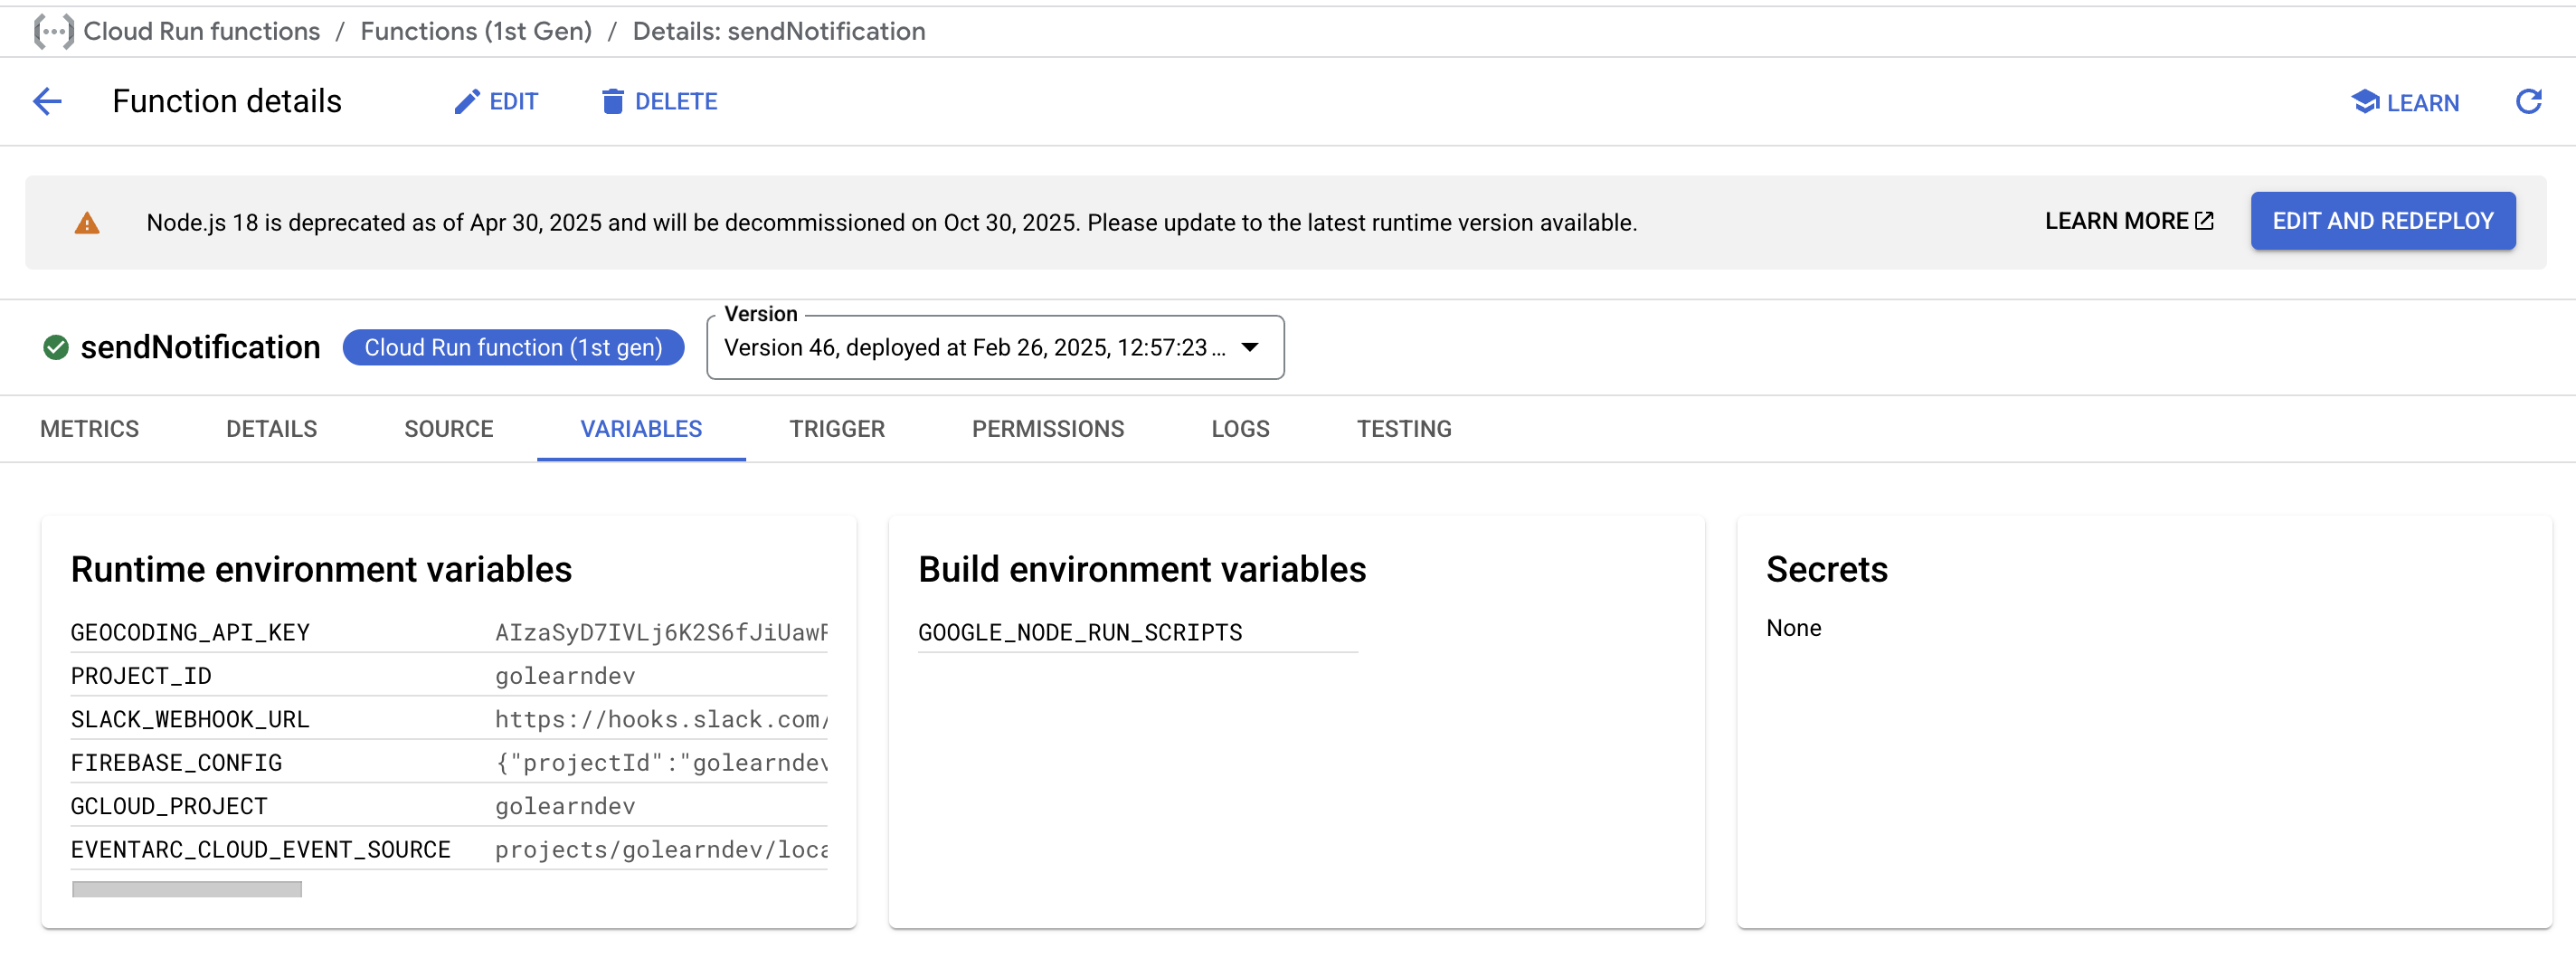 Cloud Run functions / Functions (1st Gen) / Details: sendNotification
Function details EDIT DELETE LEARN
Node.js 18 is deprecated as of Apr 30, 2025 and will be decommissioned on Oct 30, 2025. Please update to the latest runtime version available. LEARN MORE EDIT AND REDEPLOY
Version
sendNotification Cloud Run function (1st gen) Version 46, deployed at Feb 26, 2025, 12:57:23 ...
METRICS DETAILS SOURCE VARIABLES TRIGGER PERMISSIONS LOGS TESTING
Runtime environment variables
GEOCODING_API_KEY AIzaSyD7IVLj6K2S6fJiUawF
PROJECT_ID golearndev
SLACK_WEBHOOK_URL https://hooks.slack.com/
FIREBASE_CONFIG {"projectId":"golearndev
GCLOUD_PROJECT golearndev
EVENTARC_CLOUD_EVENT_SOURCE projects/golearndev/loca
Build environment variables
GOOGLE_NODE_RUN_SCRIPTS
Secrets
None